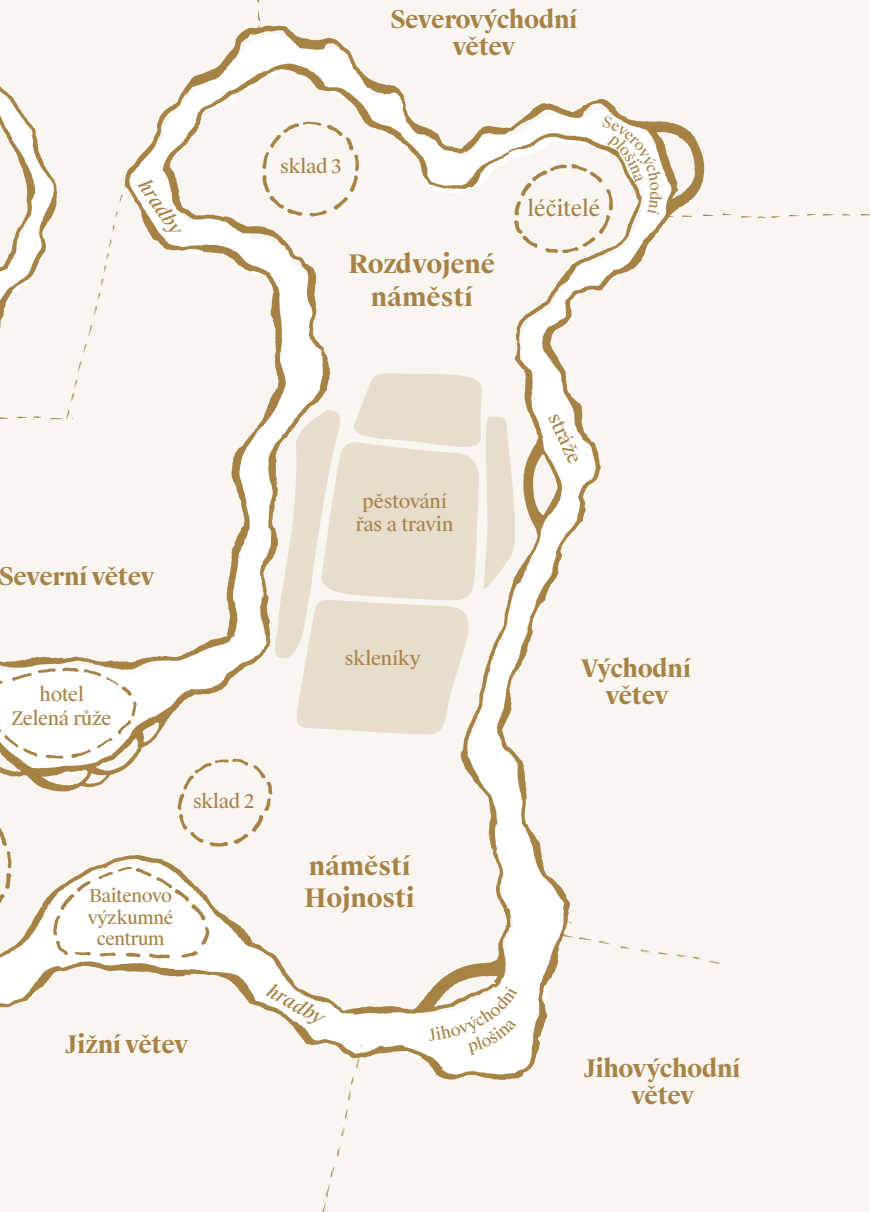 Severovýchodní
větev
Severovýchodní
plošina
sklad 3
léčitelé
hradby
Rozdvojené
náměstí
stráže
pěstování
řas a travin
Severní větev
skleníky
Východní
větev
hotel
Zelená růže
sklad 2
náměstí
Hojnosti
Baitenovo
výzkumné
centrum
hradby
Jihovýchodní
plošina
Jižní větev
Jihovýchodní
větev